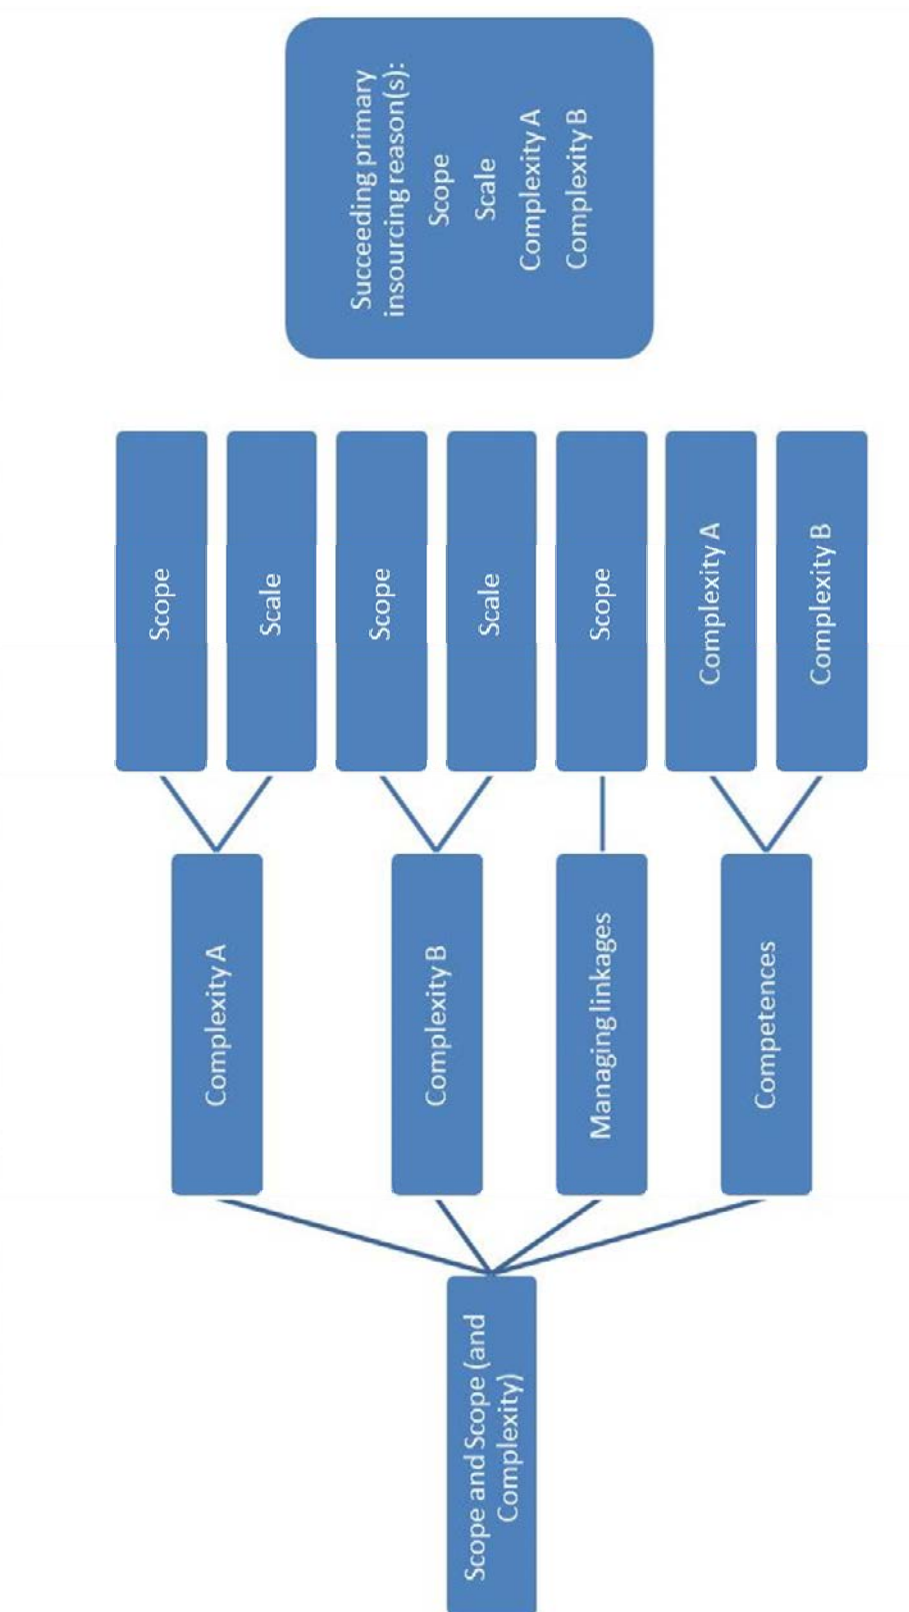 Scope and Scope (and
Complexity)
Complexity A
Complexity B
Managing linkages
Competences
Scope
Scale
Scope
Scale
Scope
Complexity A
Complexity B
Succeeding primary
insourcing reason(s):
Scope
Scale
Complexity A
Complexity B